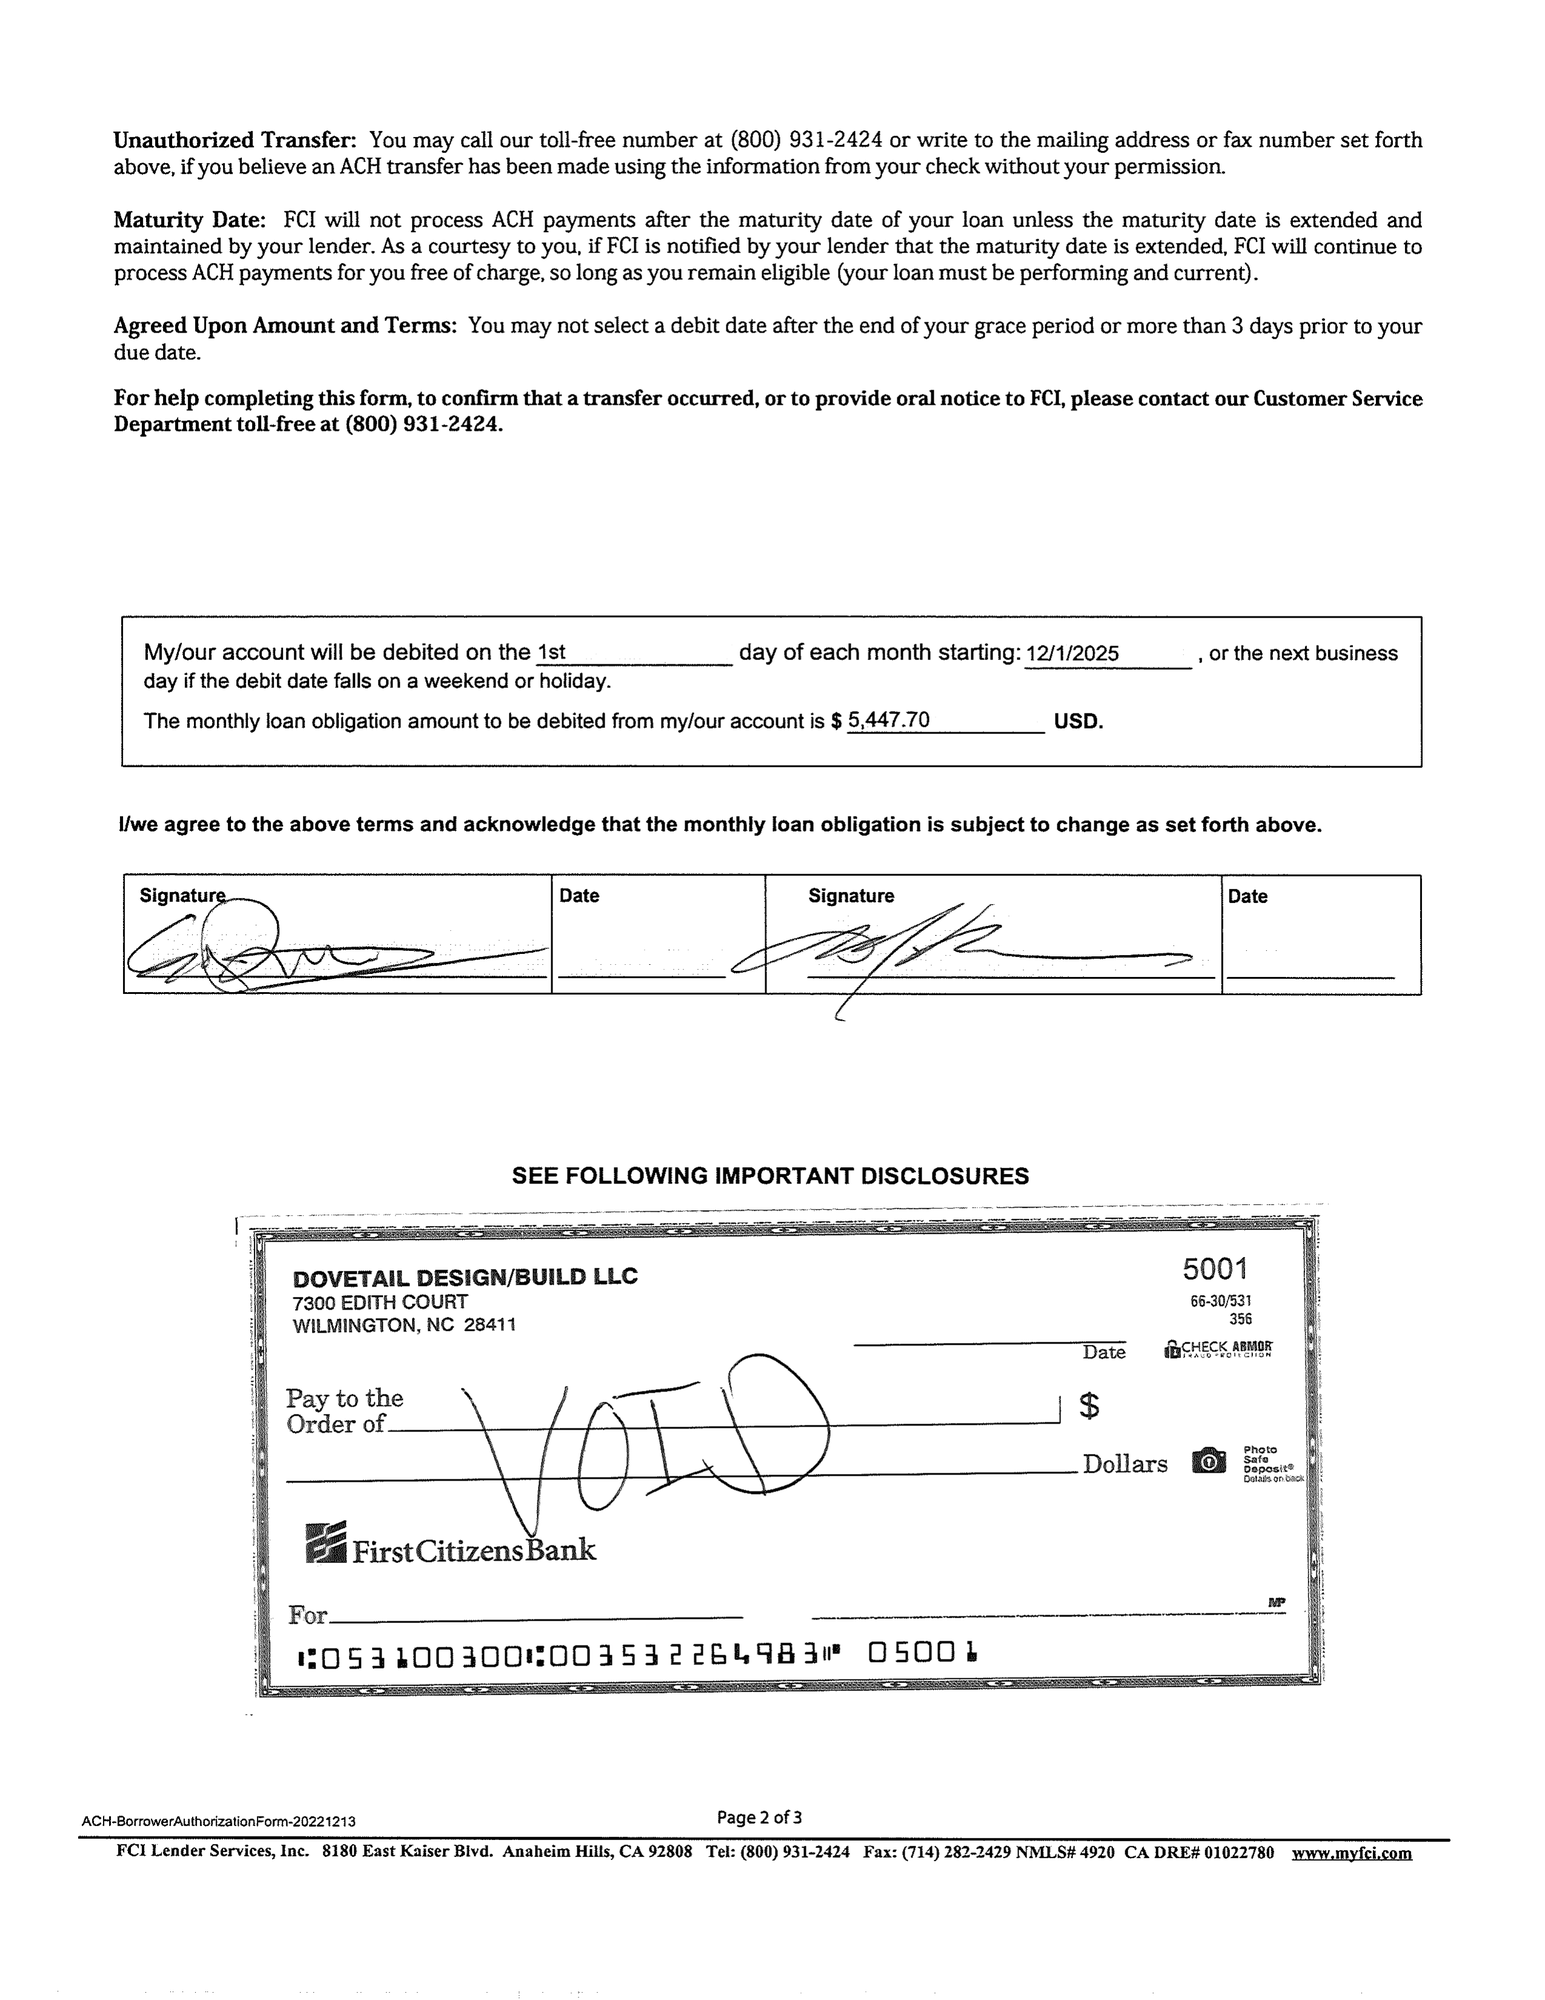 Unauthorized Transfer: You may call our toll-free number at (800) 931-2424 or write to the mailing address or fax number set forth
above, if you believe an ACH transfer has been made using the information from your check without your permission.
Maturity Date: FCI will not process ACH payments after the maturity date of your loan unless the maturity date is extended and
maintained by your lender. As a courtesy to you, if FCI is notified by your lender that the maturity date is extended, FCI will continue to
process ACH payments for you free of charge, so long as you remain eligible (your loan must be performing and current).
Agreed Upon Amount and Terms: You may not select a debit date after the end of your grace period or more than 3 days prior to your
due date.
For help completing this form, to confirm that a transfer occurred, or to provide oral notice to FCI, please contact our Customer Service
Department toll-free at (800) 931-2424.
My/our account will be debited on the 1st day of each month starting: 12/1/2025 , or the next business
day if the debit date falls on a weekend or holiday.
The monthly loan obligation amount to be debited from my/our account is $ 5,447.70 USD.
I/we agree to the above terms and acknowledge that the monthly loan obligation is subject to change as set forth above.
Signature Date Signature Date
SEE FOLLOWING IMPORTANT DISCLOSURES
DOVETAIL DESIGN/BUILD LLC 5001
7300 EDITH COURT 66-30/531
WILMINGTON, NC 28411 356
Date CHECK ARMOR
FRAUD PROTECTION
Pay to the
Order of $
VOID
Dollars Photo
Safe
Deposit®
Details on back
First Citizens Bank
For MP
⑆053100300⑆003532264983⑈ 05001
ACH-BorrowerAuthorizationForm-20221213 Page 2 of 3
FCI Lender Services, Inc. 8180 East Kaiser Blvd. Anaheim Hills, CA 92808 Tel: (800) 931-2424 Fax: (714) 282-2429 NMLS# 4920 CA DRE# 01022780 www.myfci.com